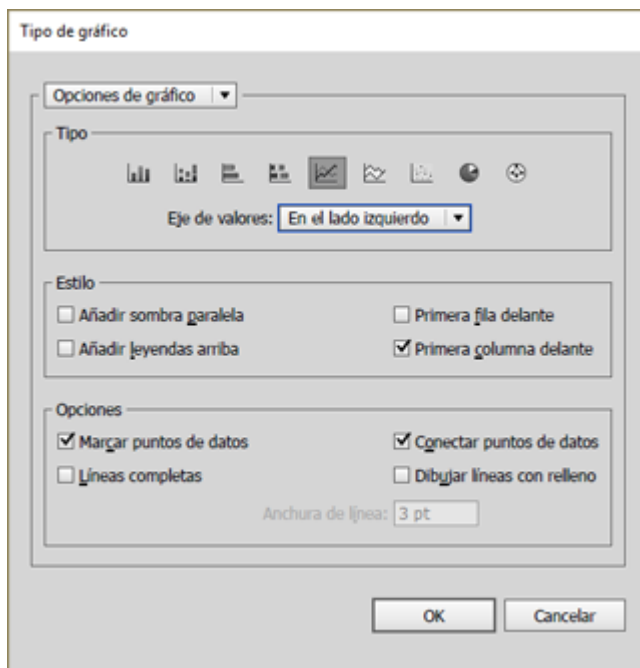 Tipo de gráfico
Opciones de gráfico
Tipo
Eje de valores: En el lado izquierdo
Estilo
Añadir sombra paralela
Primera fila delante
Añadir leyendas arriba
Primera columna delante
Opciones
Marcar puntos de datos
Conectar puntos de datos
Líneas completas
Dibujar líneas con relleno
Anchura de línea: 3 pt
OK
Cancelar